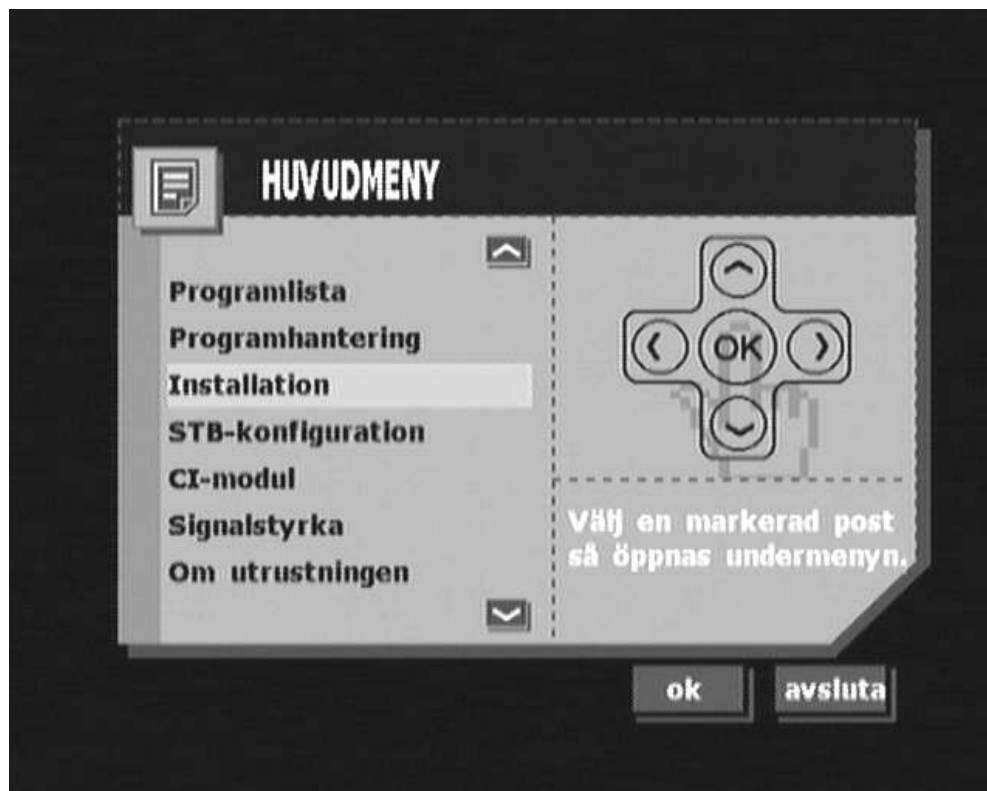 HUVUDMENY
Programlista
Programhantering
Installation
STB-konfiguration
CI-modul
Signalstyrka
Om utrustningen
OK
Välj en markerad post
så öppnas undermenyn.
ok
avsluta